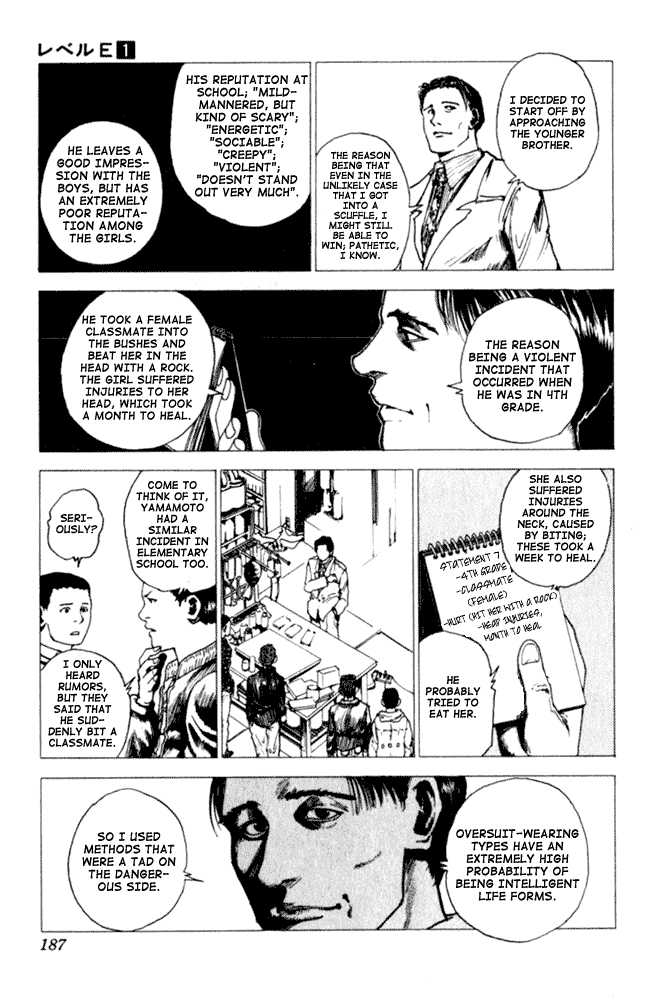 レベルE 1
I DECIDED TO
START OFF BY
APPROACHING
THE YOUNGER
BROTHER.
THE REASON
BEING THAT
EVEN IN THE
UNLIKELY CASE
THAT I GOT
INTO A
SCUFFLE, I
MIGHT STILL
BE ABLE TO
WIN; PATHETIC,
I KNOW.
HIS REPUTATION AT
SCHOOL; "MILD-
MANNERED, BUT
KIND OF SCARY";
"ENERGETIC";
"SOCIABLE";
"CREEPY";
"VIOLENT";
"DOESN'T STAND
OUT VERY MUCH".
HE LEAVES A
GOOD IMPRES-
SION WITH THE
BOYS, BUT HAS
AN EXTREMELY
POOR REPUTA-
TION AMONG
THE GIRLS.
THE REASON
BEING A VIOLENT
INCIDENT THAT
OCCURRED WHEN
HE WAS IN 4TH
GRADE.
HE TOOK A FEMALE
CLASSMATE INTO
THE BUSHES AND
BEAT HER IN THE
HEAD WITH A ROCK.
THE GIRL SUFFERED
INJURIES TO HER
HEAD, WHICH TOOK
A MONTH TO HEAL.
SHE ALSO
SUFFERED
INJURIES
AROUND
THE NECK, CAUSED
BY BITING;
THESE TOOK A
WEEK TO HEAL.
STATEMENT 7
-4TH GRADE
-CLASSMATE
(FEMALE)
-HURT (HIT HER WITH A ROCK)
-HEAD INJURIES,
MONTH TO HEAL
HE
PROBABLY
TRIED TO
EAT HER.
COME TO
THINK OF IT,
YAMAMOTO
HAD A
SIMILAR
INCIDENT IN
ELEMENTARY
SCHOOL TOO.
SERI-
OUSLY?
I ONLY
HEARD
RUMORS,
BUT THEY
SAID THAT
HE SUD-
DENLY BIT A
CLASSMATE.
OVERSUIT-WEARING
TYPES HAVE AN
EXTREMELY HIGH
PROBABILITY OF
BEING INTELLIGENT
LIFE FORMS.
SO I USED
METHODS THAT
WERE A TAD ON
THE DANGER-
OUS SIDE.
187